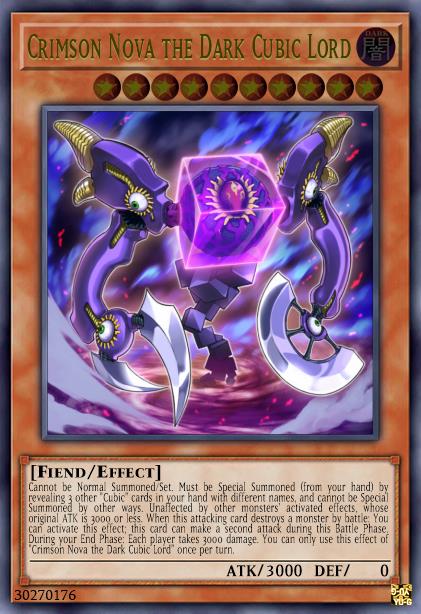 Crimson Nova the Dark Cubic Lord
DARK
闇
[Fiend/Effect]
Cannot be Normal Summoned/Set. Must be Special Summoned (from your hand) by
revealing 3 other "Cubic" cards in your hand with different names, and cannot be Special
Summoned by other ways. Unaffected by other monsters' activated effects, whose
original ATK is 3000 or less. When this attacking card destroys a monster by battle: You
can activate this effect; this card can make a second attack during this Battle Phase.
During your End Phase: Each player takes 3000 damage. You can only use this effect of
"Crimson Nova the Dark Cubic Lord" once per turn.
ATK/3000 DEF/ 0
30270176